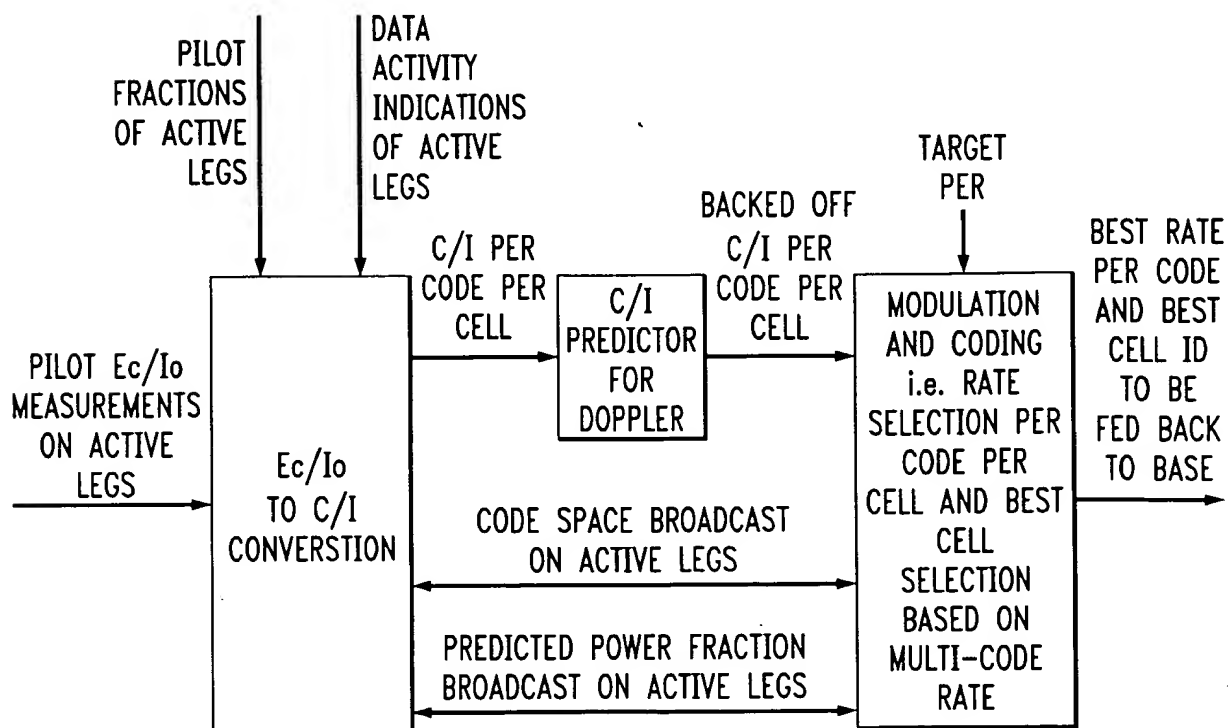 PILOT
FRACTIONS
OF ACTIVE
LEGS
DATA
ACTIVITY
INDICATIONS
OF ACTIVE
LEGS
PILOT Ec/Io
MEASUREMENTS
ON ACTIVE
LEGS
Ec/Io
TO C/I
CONVERSTION
C/I PER
CODE PER
CELL
C/I
PREDICTOR
FOR
DOPPLER
BACKED OFF
C/I PER
CODE PER
CELL
CODE SPACE BROADCAST
ON ACTIVE LEGS
PREDICTED POWER FRACTION
BROADCAST ON ACTIVE LEGS
TARGET
PER
MODULATION
AND CODING
i.e. RATE
SELECTION PER
CODE PER
CELL AND BEST
CELL
SELECTION
BASED ON
MULTI-CODE
RATE
BEST RATE
PER CODE
AND BEST
CELL ID
TO BE
FED BACK
TO BASE